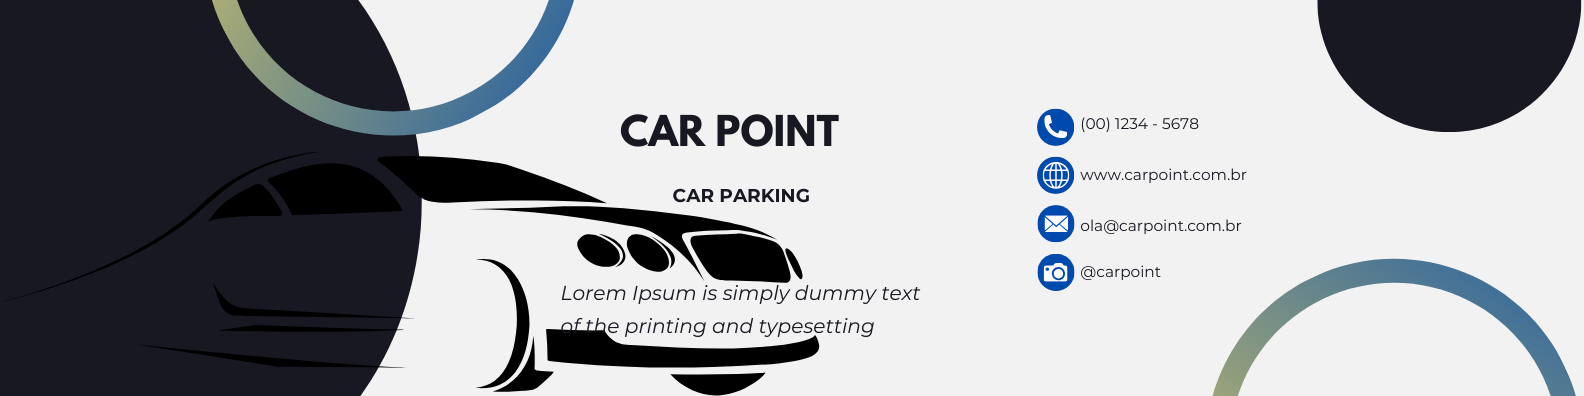 CAR POINT
CAR PARKING
Lorem Ipsum is simply dummy text
of the printing and typesetting
(00) 1234 - 5678
www.carpoint.com.br
ola@carpoint.com.br
@carpoint